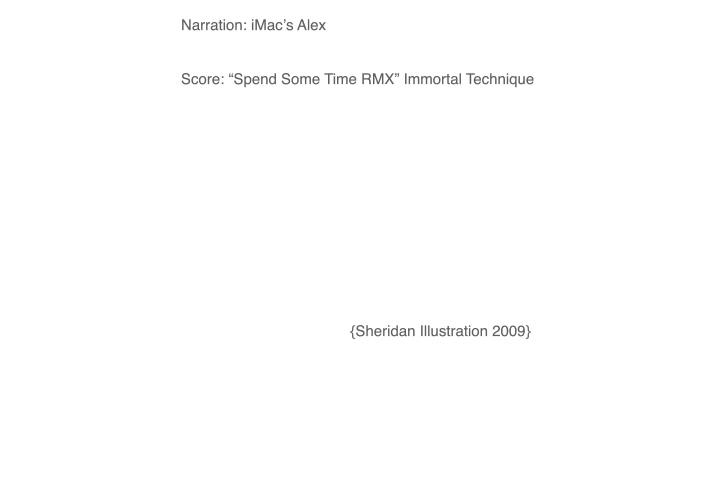 Narration: iMac’s Alex
Score: “Spend Some Time RMX” Immortal Technique
{Sheridan Illustration 2009}